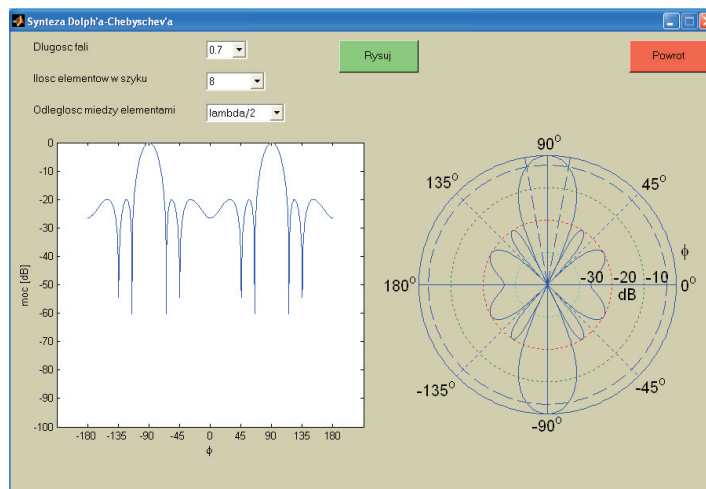 Synteza Dolph'a-Chebyschev'a
Dlugosc fali
0.7
Rysuj
Powrot
Ilosc elementow w szyku
8
Odleglosc miedzy elementami
lambda/2
0
-10
-20
-30
-40
-50
-60
-70
-80
-90
-100
moc [dB]
-180 -135 -90 -45 0 45 90 135 180
ϕ
90°
135° 45°
ϕ
180° -30 -20 -10 0°
dB
-135° -45°
-90°